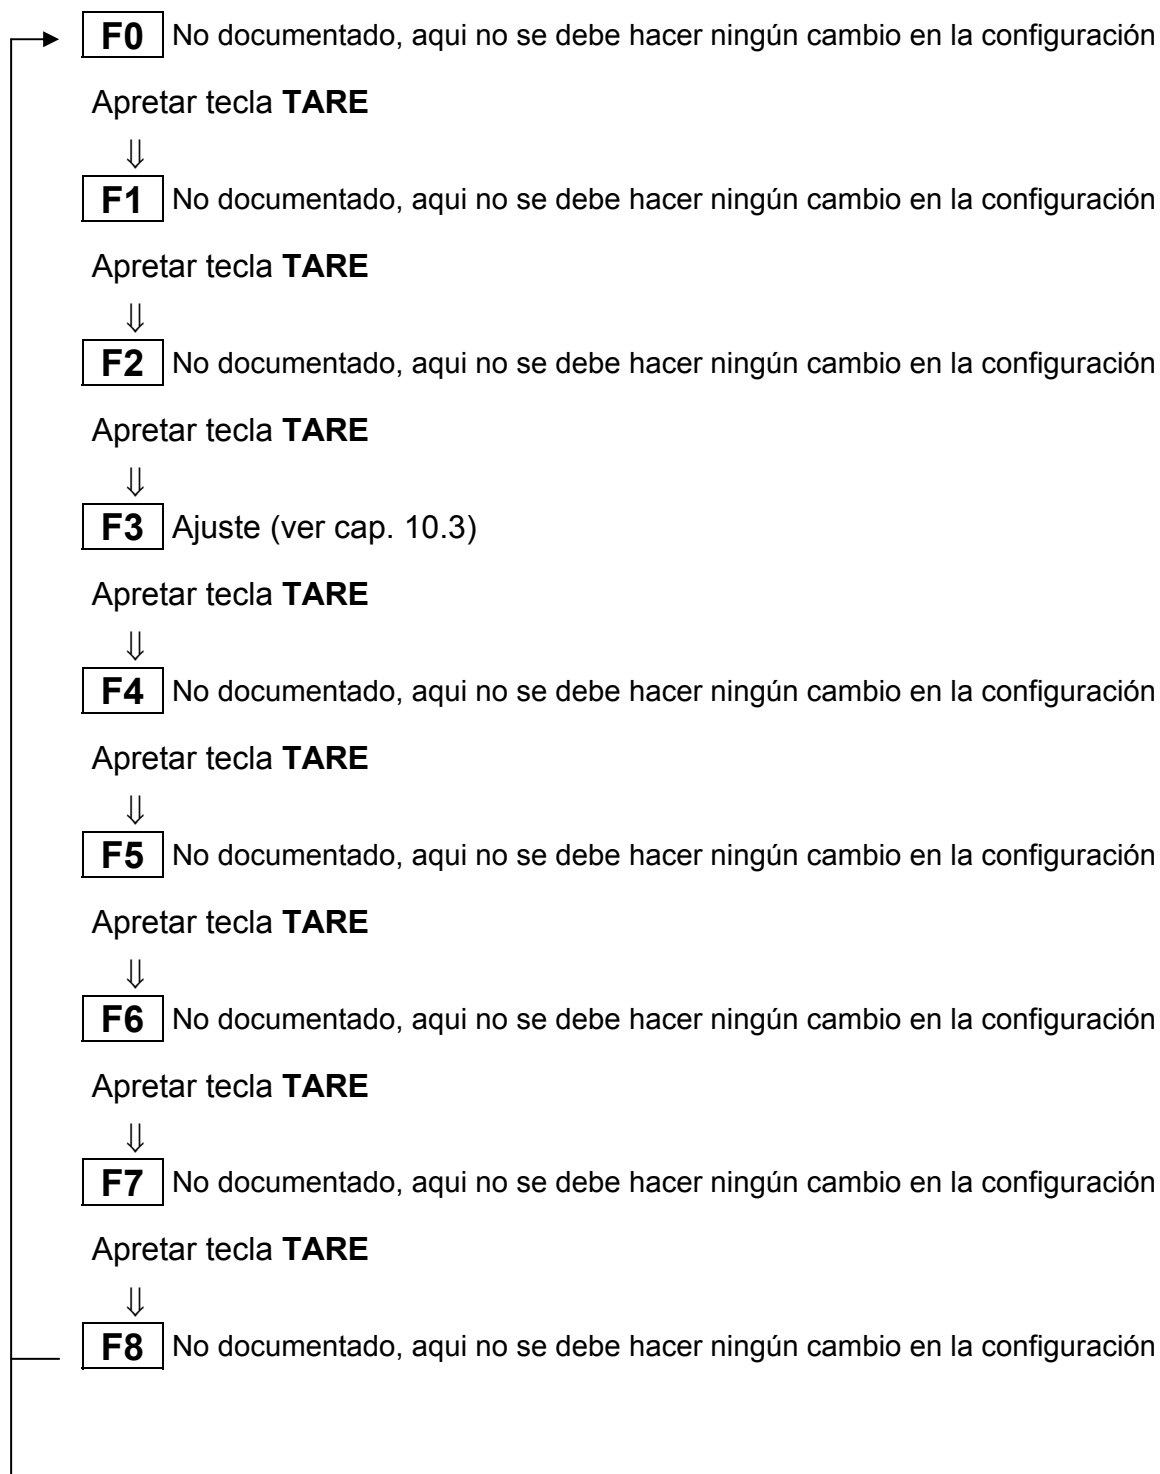 F0 No documentado, aqui no se debe hacer ningún cambio en la configuración
Apretar tecla TARE
⇓
F1 No documentado, aqui no se debe hacer ningún cambio en la configuración
Apretar tecla TARE
⇓
F2 No documentado, aqui no se debe hacer ningún cambio en la configuración
Apretar tecla TARE
⇓
F3 Ajuste (ver cap. 10.3)
Apretar tecla TARE
⇓
F4 No documentado, aqui no se debe hacer ningún cambio en la configuración
Apretar tecla TARE
⇓
F5 No documentado, aqui no se debe hacer ningún cambio en la configuración
Apretar tecla TARE
⇓
F6 No documentado, aqui no se debe hacer ningún cambio en la configuración
Apretar tecla TARE
⇓
F7 No documentado, aqui no se debe hacer ningún cambio en la configuración
Apretar tecla TARE
⇓
F8 No documentado, aqui no se debe hacer ningún cambio en la configuración